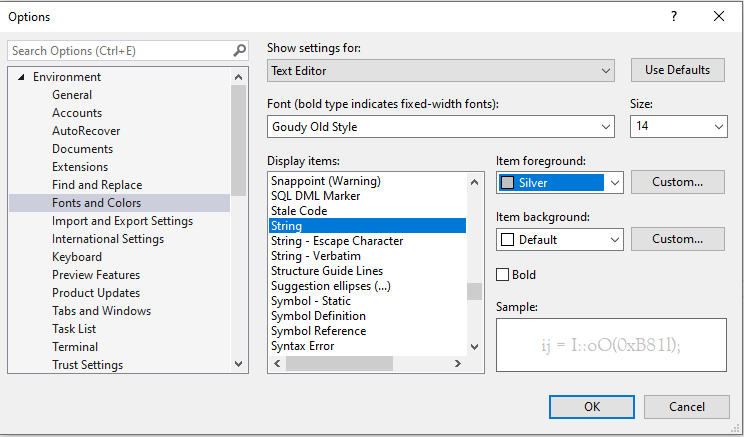 Options
?
Search Options (Ctrl+E)
Environment
General
Accounts
AutoRecover
Documents
Extensions
Find and Replace
Fonts and Colors
Import and Export Settings
International Settings
Keyboard
Preview Features
Product Updates
Tabs and Windows
Task List
Terminal
Trust Settings
Show settings for:
Text Editor
Use Defaults
Font (bold type indicates fixed-width fonts):
Goudy Old Style
Size:
14
Display items:
Snappoint (Warning)
SQL DML Marker
Stale Code
String
String - Escape Character
String - Verbatim
Structure Guide Lines
Suggestion ellipses (...)
Symbol - Static
Symbol Definition
Symbol Reference
Syntax Error
Item foreground:
Silver
Custom...
Item background:
Default
Custom...
Bold
Sample:
ij = I::oO(0xB81l);
OK
Cancel